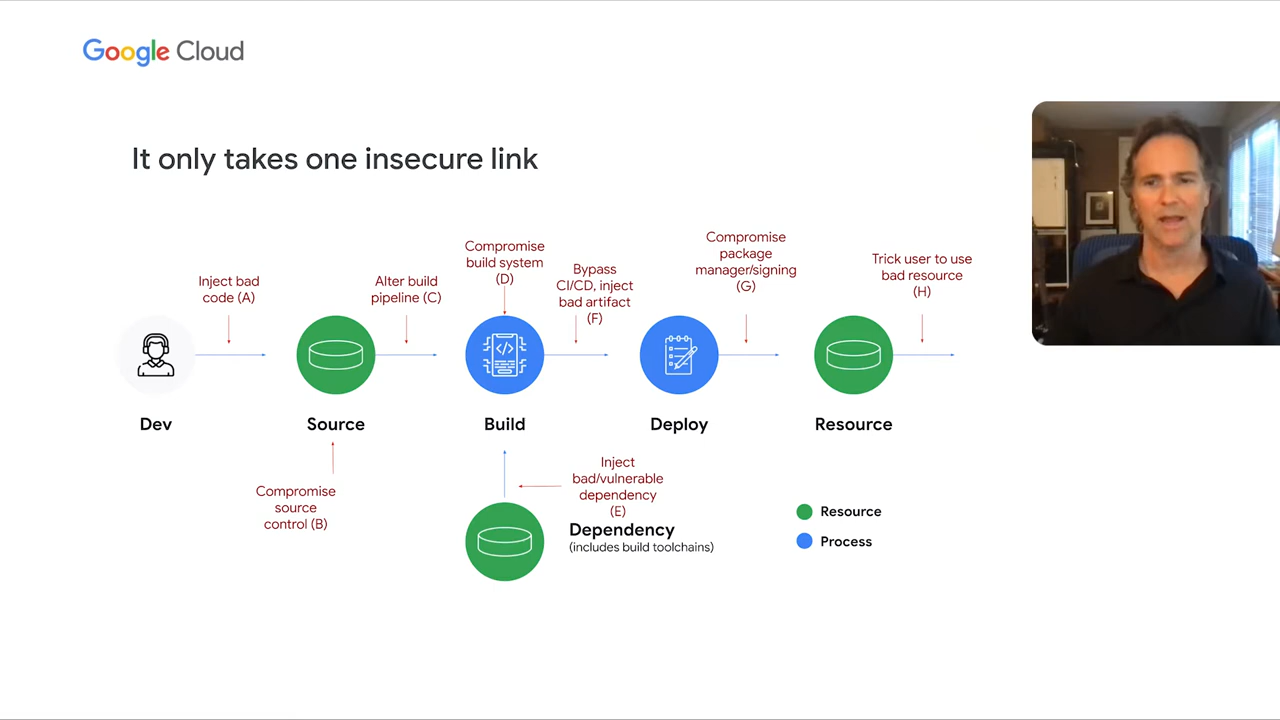 Google Cloud
It only takes one insecure link
Inject bad
code (A)
Alter build
pipeline (C)
Compromise
build system
(D)
Bypass
CI/CD, inject
bad artifact
(F)
Compromise
package
manager/signing
(G)
Trick user to use
bad resource
(H)
Dev
Source
Build
Deploy
Resource
Compromise
source
control (B)
Inject
bad/vulnerable
dependency
(E)
Dependency
(includes build toolchains)
Resource
Process